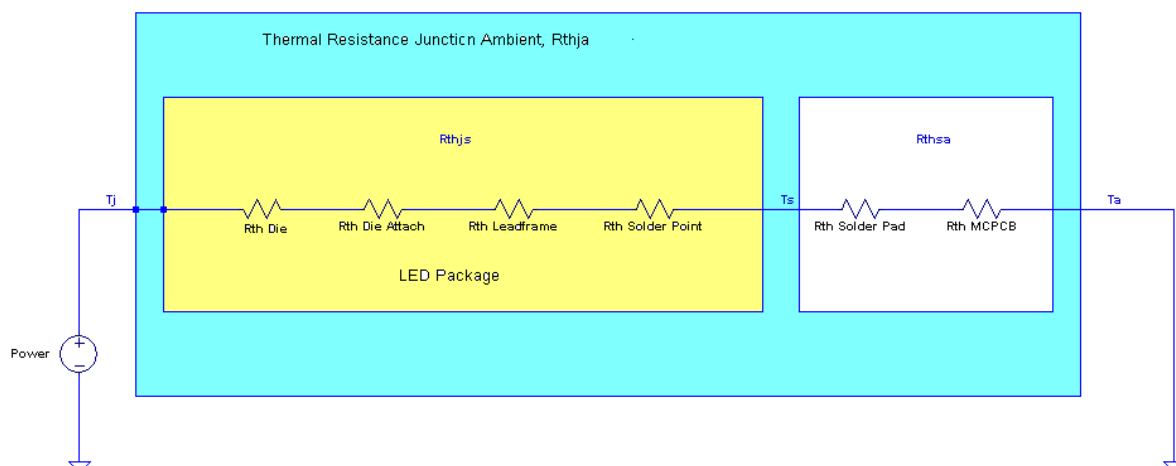 Thermal Resistance Juncticn Ambient, Rthja
Rthjs
Rthsa
Tj
Ts
Ta
Rth Die
Rth Die Attach
Rth Leadframe
Rth Solder Point
Rth Solder Pad
Rth MCPCB
LED Package
Power